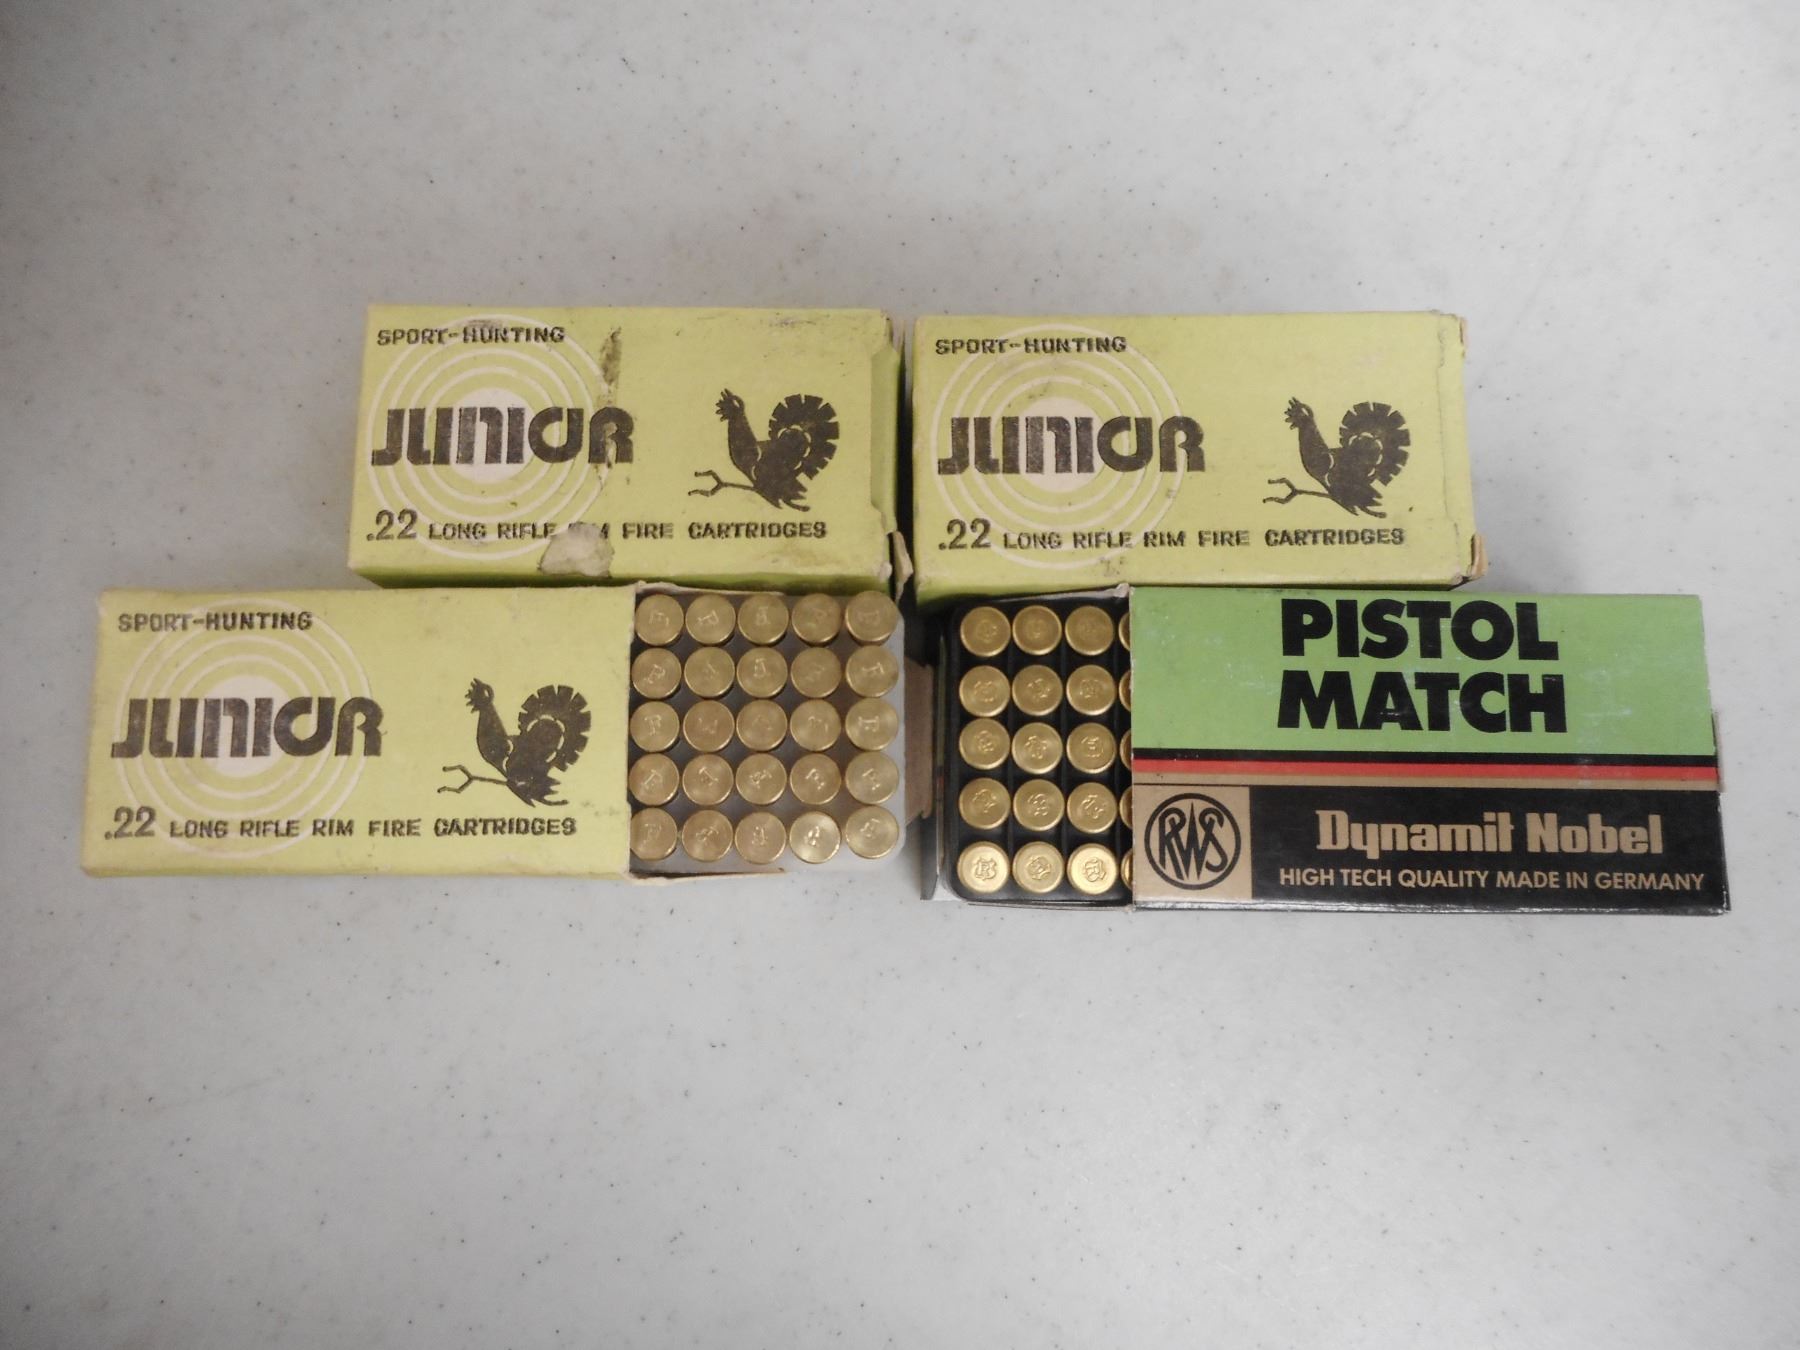 SPORT-HUNTING
JUNIOR
.22 LONG RIFLE RIM FIRE CARTRIDGES
SPORT-HUNTING
JUNIOR
.22 LONG RIFLE RIM FIRE CARTRIDGES
SPORT-HUNTING
JUNIOR
.22 LONG RIFLE RIM FIRE CARTRIDGES
PISTOL
MATCH
RWS
Dynamit Nobel
HIGH TECH QUALITY MADE IN GERMANY